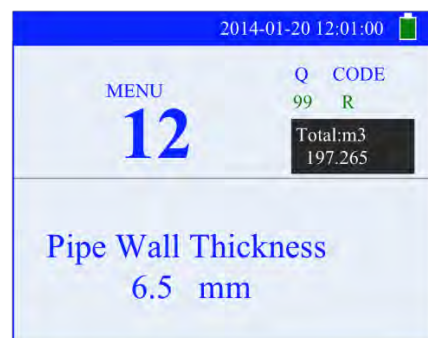 2014-01-20 12:01:00
MENU
12
Q CODE
99 R
Total:m3
197.265
Pipe Wall Thickness
6.5 mm